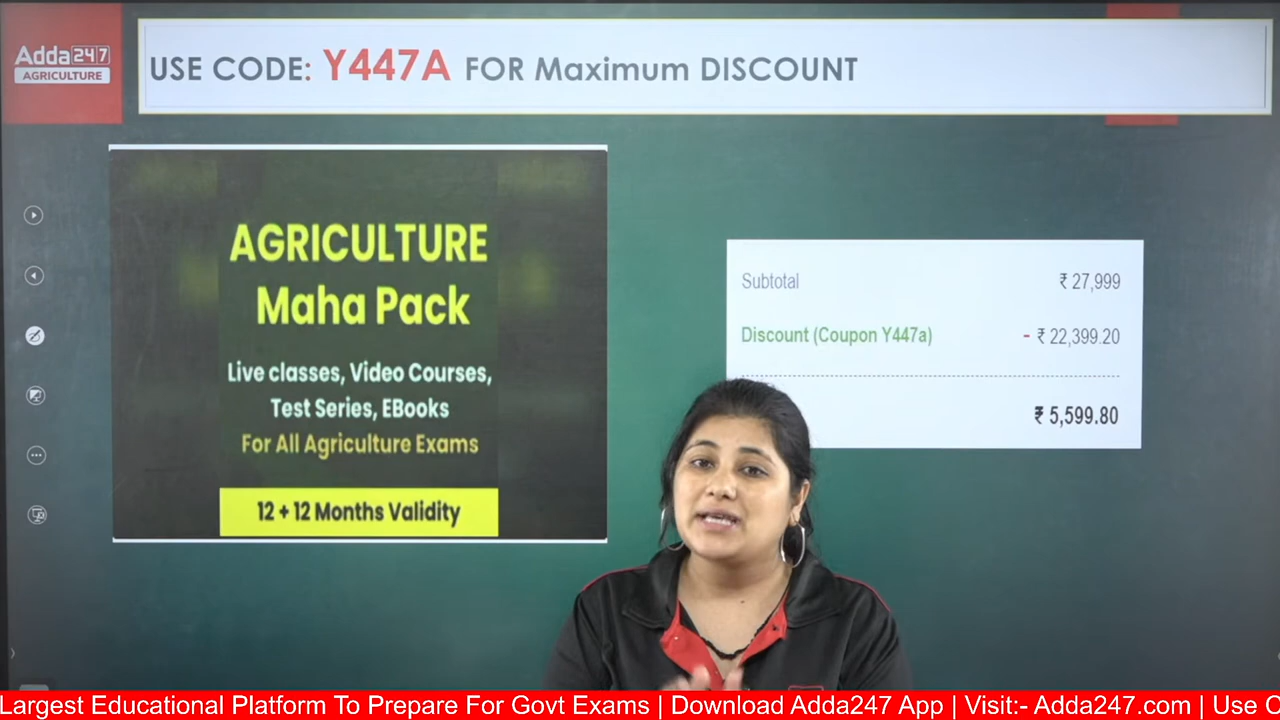 Adda247
AGRICULTURE
USE CODE: Y447A FOR Maximum DISCOUNT
AGRICULTURE
Maha Pack
Live classes, Video Courses,
Test Series, EBooks
For All Agriculture Exams
12 + 12 Months Validity
Subtotal ₹ 27,999
Discount (Coupon Y447a) - ₹ 22,399.20
₹ 5,599.80
Largest Educational Platform To Prepare For Govt Exams | Download Adda247 App | Visit:- Adda247.com | Use